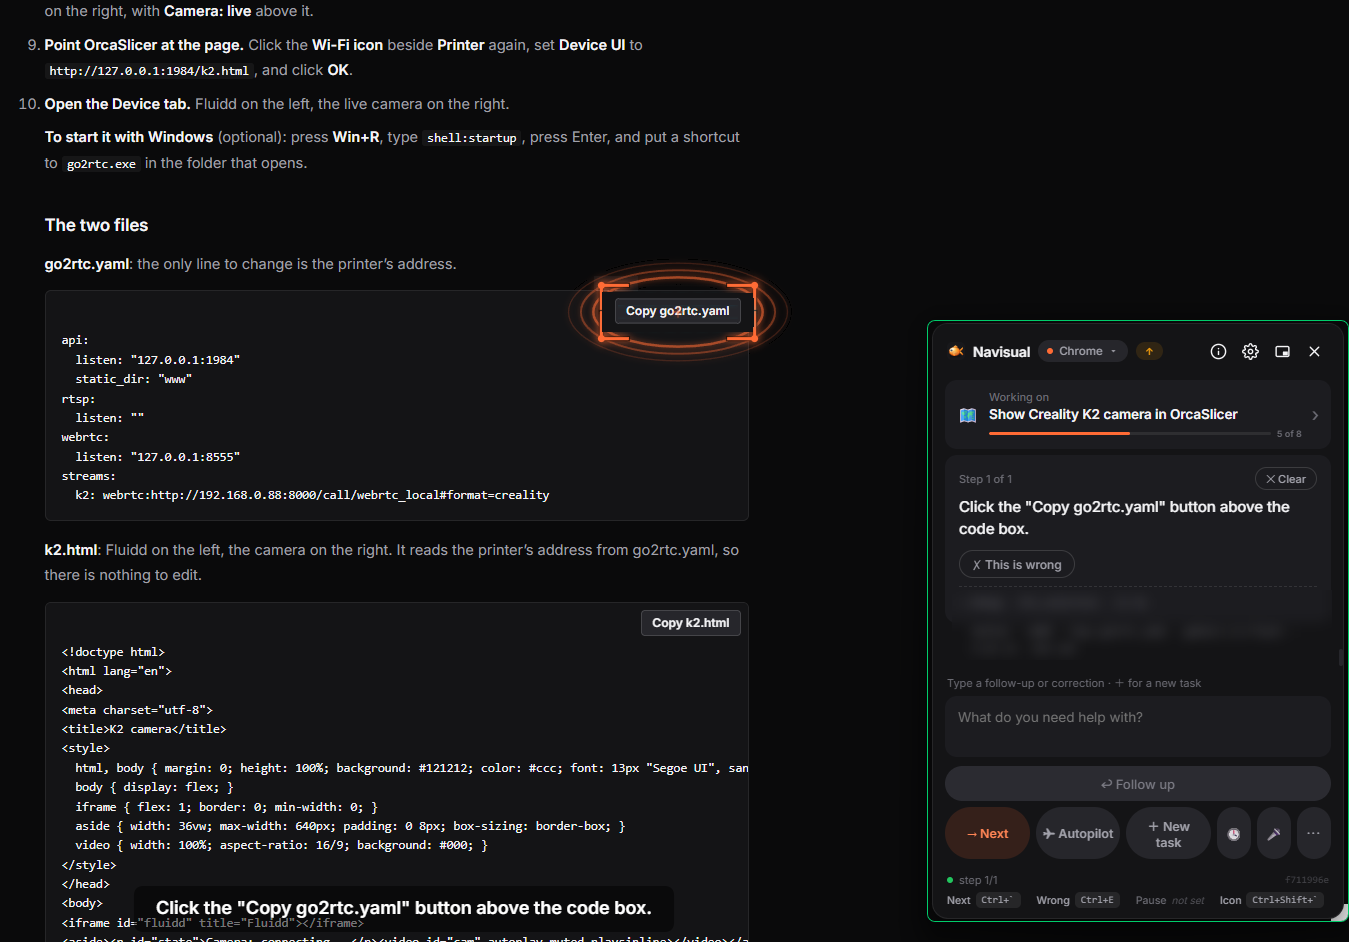 on the right, with Camera: live above it.
9. Point OrcaSlicer at the page. Click the Wi-Fi icon beside Printer again, set Device UI to
http://127.0.0.1:1984/k2.html , and click OK.
10. Open the Device tab. Fluidd on the left, the live camera on the right.
To start it with Windows (optional): press Win+R, type shell:startup , press Enter, and put a shortcut
to go2rtc.exe in the folder that opens.
The two files
go2rtc.yaml: the only line to change is the printer’s address.
Copy go2rtc.yaml
api:
  listen: "127.0.0.1:1984"
  static_dir: "www"
rtsp:
  listen: ""
webrtc:
  listen: "127.0.0.1:8555"
streams:
  k2: webrtc:http://192.168.0.88:8000/call/webrtc_local#format=creality
k2.html: Fluidd on the left, the camera on the right. It reads the printer’s address from go2rtc.yaml, so
there is nothing to edit.
Copy k2.html
<!doctype html>
<html lang="en">
<head>
<meta charset="utf-8">
<title>K2 camera</title>
<style>
  html, body { margin: 0; height: 100%; background: #121212; color: #ccc; font: 13px "Segoe UI", san
  body { display: flex; }
  iframe { flex: 1; border: 0; min-width: 0; }
  aside { width: 36vw; max-width: 640px; padding: 0 8px; box-sizing: border-box; }
  video { width: 100%; aspect-ratio: 16/9; background: #000; }
</style>
</head>
<body>
<iframe id="fluidd" title="Fluidd"></iframe>
Click the "Copy go2rtc.yaml" button above the code box.
Navisual
Chrome
Working on
Show Creality K2 camera in OrcaSlicer
5 of 8
Step 1 of 1
Clear
Click the "Copy go2rtc.yaml" button above the
code box.
This is wrong
Type a follow-up or correction · + for a new task
What do you need help with?
Follow up
→ Next
Autopilot
+ New
task
step 1/1
f711996e
Next Ctrl+` Wrong Ctrl+E Pause not set Icon Ctrl+Shift+`